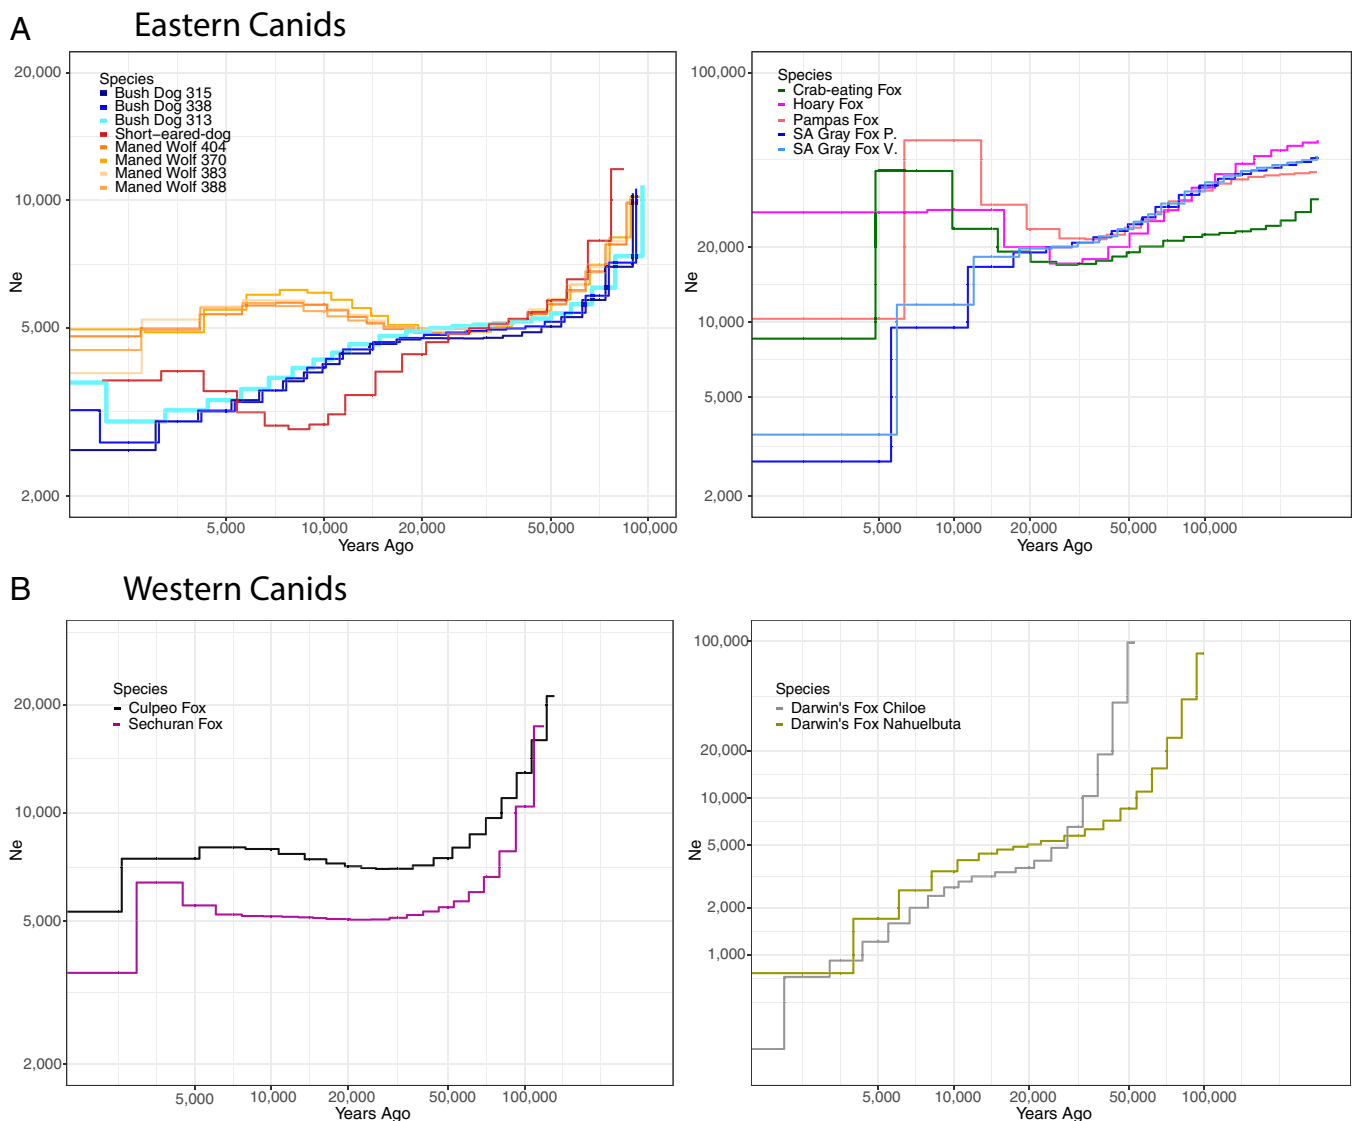 A
Eastern Canids
20,000
10,000
5,000
2,000
Ne
Species
Bush Dog 315
Bush Dog 338
Bush Dog 313
Short-eared-dog
Maned Wolf 404
Maned Wolf 370
Maned Wolf 383
Maned Wolf 388
5,000 10,000 20,000 50,000 100,000
Years Ago
100,000
20,000
10,000
5,000
2,000
Ne
Species
Crab-eating Fox
Hoary Fox
Pampas Fox
SA Gray Fox P.
SA Gray Fox V.
5,000 10,000 20,000 50,000 100,000
Years Ago
B
Western Canids
20,000
10,000
5,000
2,000
Ne
Species
Culpeo Fox
Sechuran Fox
5,000 10,000 20,000 50,000 100,000
Years Ago
100,000
20,000
10,000
5,000
2,000
1,000
Ne
Species
Darwin's Fox Chiloe
Darwin's Fox Nahuelbuta
5,000 10,000 20,000 50,000 100,000
Years Ago